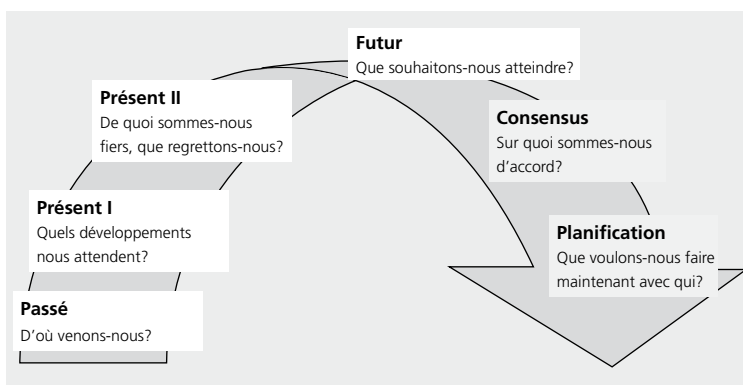 Futur
Que souhaitons-nous atteindre?
Présent II
De quoi sommes-nous
fiers, que regrettons-nous?
Consensus
Sur quoi sommes-nous
d'accord?
Présent I
Quels développements
nous attendent?
Planification
Que voulons-nous faire
maintenant avec qui?
Passé
D'où venons-nous?